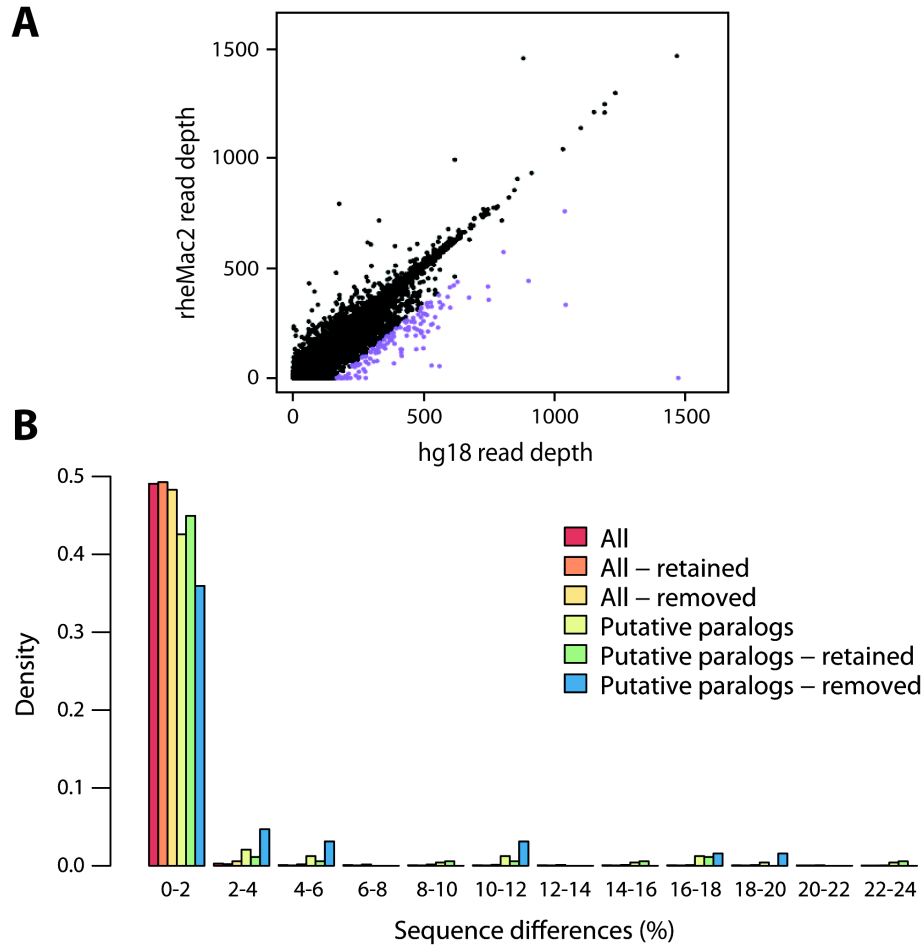 A
1500
1000
500
0
rheMac2 read depth
0 500 1000 1500
hg18 read depth
B
0.5
0.4
0.3
0.2
0.1
0.0
Density
All
All – retained
All – removed
Putative paralogs
Putative paralogs – retained
Putative paralogs – removed
0-2 2-4 4-6 6-8 8-10 10-12 12-14 14-16 16-18 18-20 20-22 22-24
Sequence differences (%)